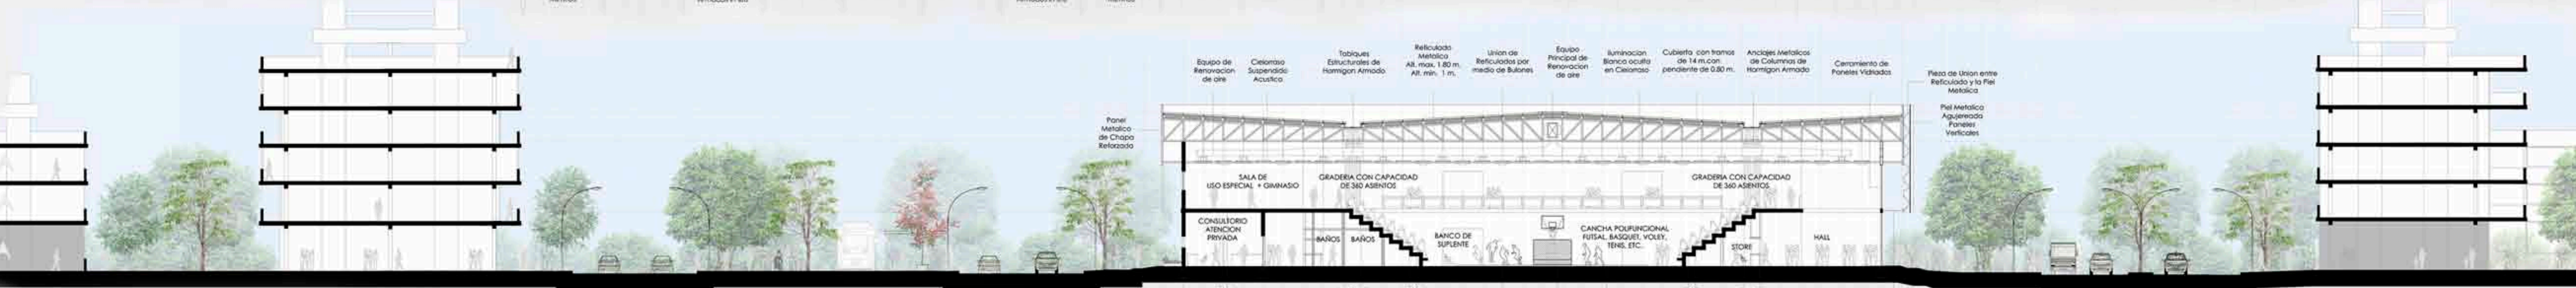 Equipo de
Renovacion
de aire
Cielorraso
Suspendido
Acustico
Tabiques
Estructurales de
Hormigon Armado
Reticulado
Metalica
Alt. max. 1.80 m.
Alt. min. 1 m.
Union de
Reticulados por
medio de Bulones
Equipo
Principal de
Renovacion
de aire
Iluminacion
Blanca oculta
en Cielorraso
Cubierta con tramos
de 14 m.con
pendiente de 0.80 m.
Anclajes Metalicos
de Columnas de
Hormigon Armado
Cerramiento de
Paneles Vidriados
Pieza de Union entre
Reticulado y la Piel
Metalica
Piel Metalica
Agujereada
Paneles
Verticales
Panel
Metalico
de Chapa
Reforzada
SALA DE
USO ESPECIAL + GIMNASIO
GRADERIA CON CAPACIDAD
DE 360 ASIENTOS
GRADERIA CON CAPACIDAD
DE 360 ASIENTOS
CONSULTORIO
ATENCION
PRIVADA
BAÑOS
BAÑOS
BANCO DE
SUPLENTE
CANCHA POLIFUNCIONAL
FUTSAL, BASQUET, VOLEY,
TENIS, ETC.
STORE
HALL